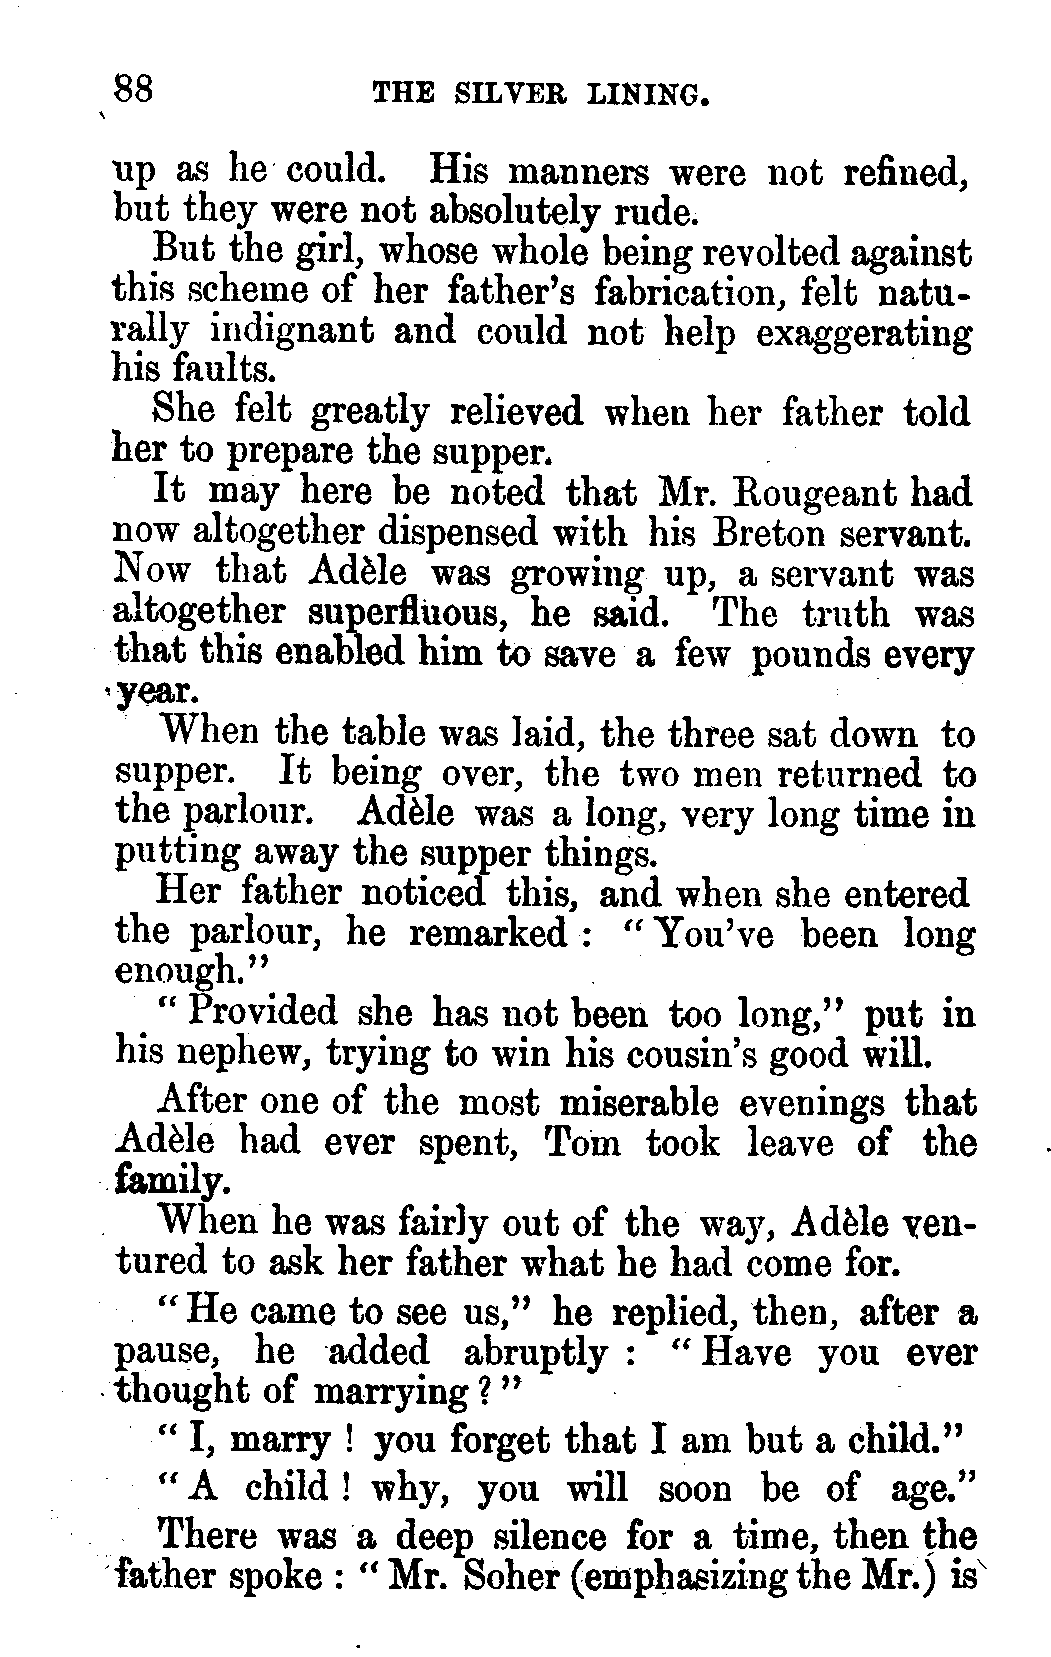 88 THE SILVER LINING.
up as he could. His manners were not refined,
but they were not absolutely rude.
But the girl, whose whole being revolted against
this scheme of her father's fabrication, felt natu-
rally indignant and could not help exaggerating
his faults.
She felt greatly relieved when her father told
her to prepare the supper.
It may here be noted that Mr. Rougeant had
now altogether dispensed with his Breton servant.
Now that Adèle was growing up, a servant was
altogether superfluous, he said. The truth was
that this enabled him to save a few pounds every
year.
When the table was laid, the three sat down to
supper. It being over, the two men returned to
the parlour. Adèle was a long, very long time in
putting away the supper things.
Her father noticed this, and when she entered
the parlour, he remarked : "You've been long
enough."
"Provided she has not been too long," put in
his nephew, trying to win his cousin's good will.
After one of the most miserable evenings that
Adèle had ever spent, Tom took leave of the
family.
When he was fairly out of the way, Adèle ven-
tured to ask her father what he had come for.
"He came to see us," he replied, then, after a
pause, he added abruptly : "Have you ever
thought of marrying ?"
"I, marry ! you forget that I am but a child."
"A child ! why, you will soon be of age."
There was a deep silence for a time, then the
father spoke : "Mr. Soher (emphasizing the Mr.) is